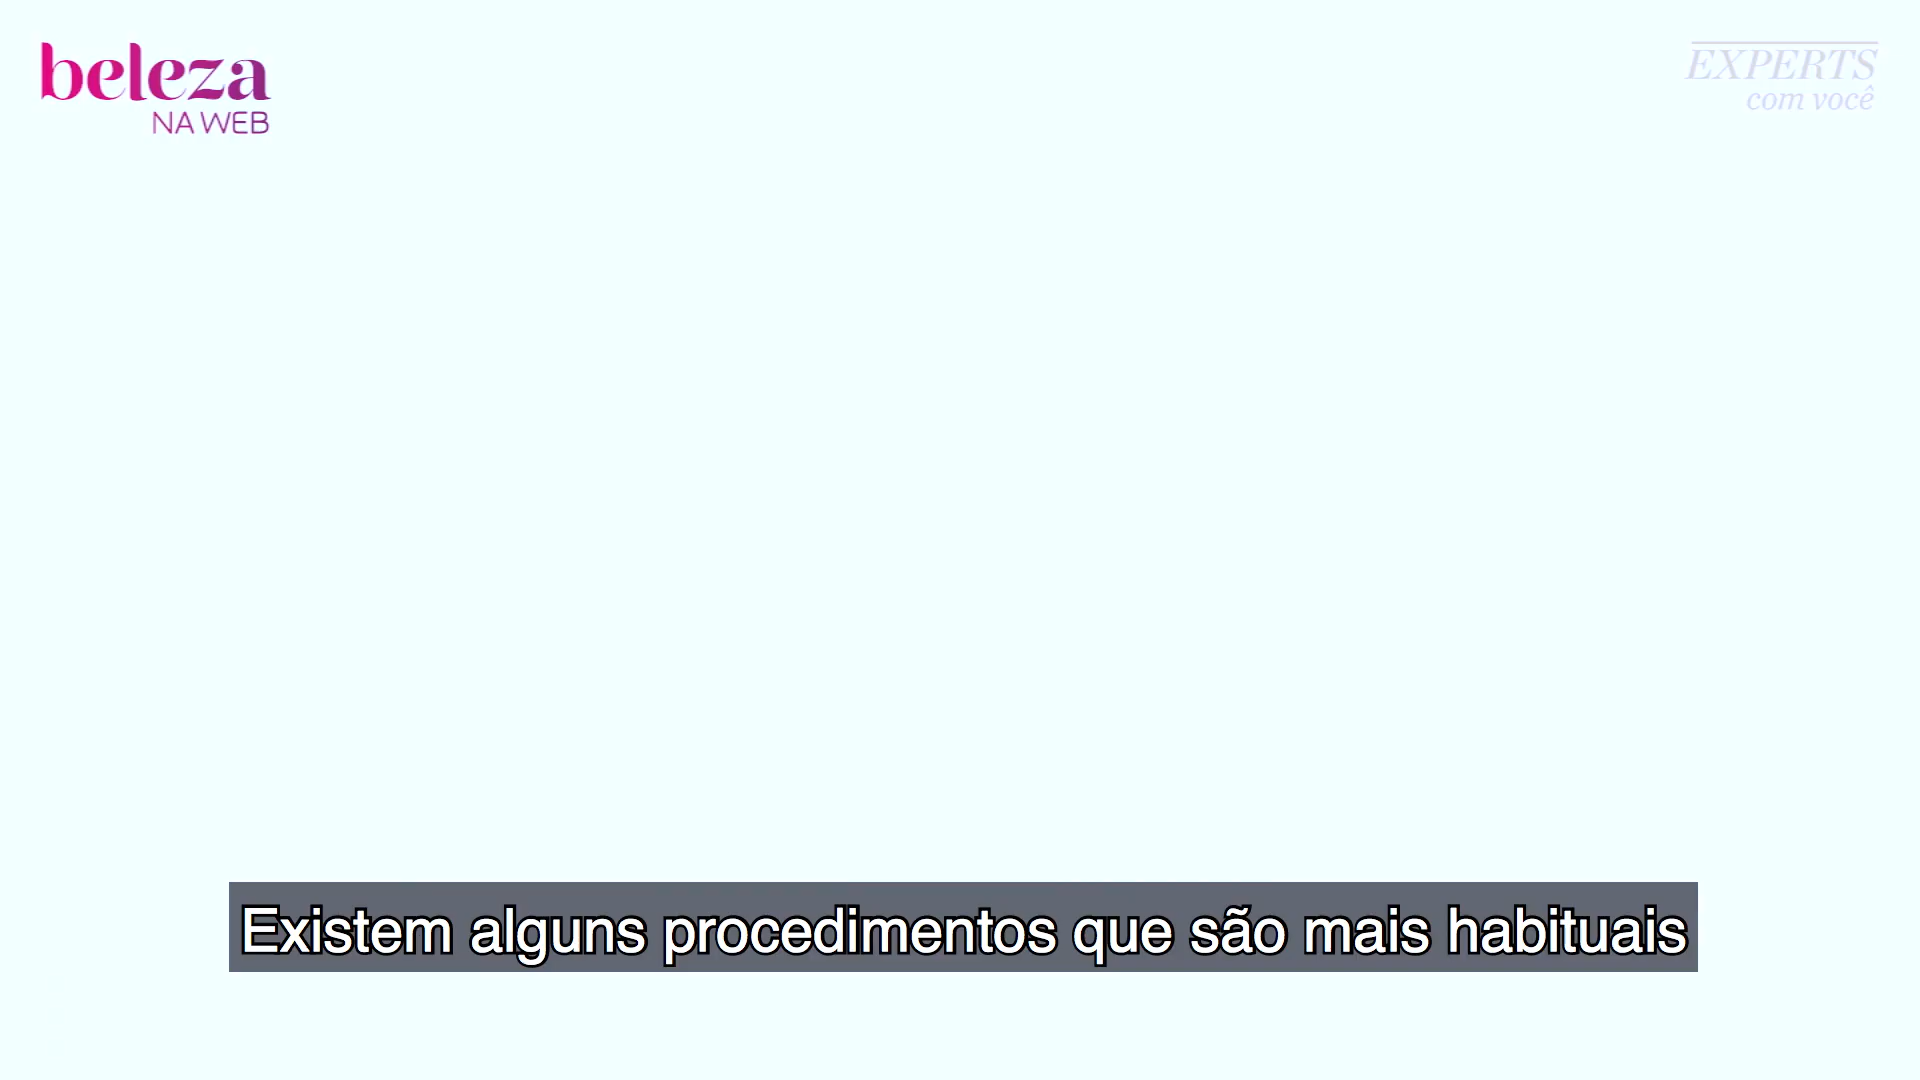 beleza
NA WEB
EXPERTS
com você
Existem alguns procedimentos que são mais habituais